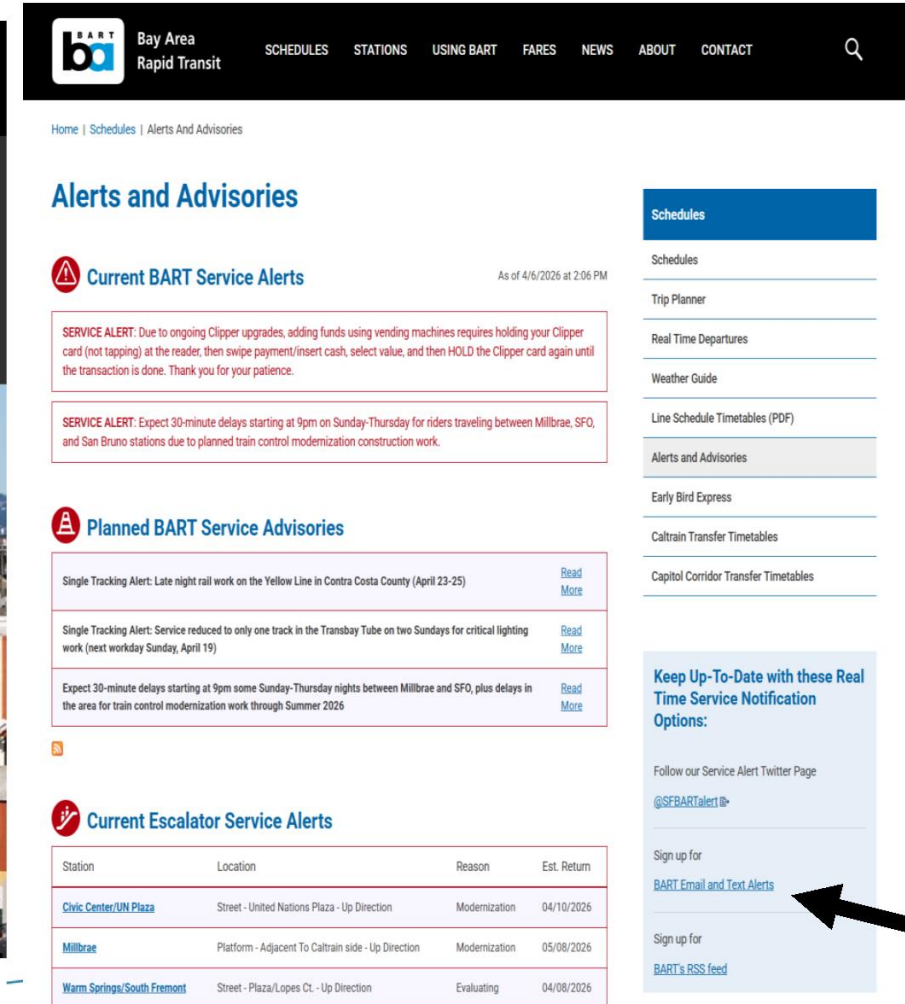 BART
ba
Bay Area
Rapid Transit
SCHEDULES STATIONS USING BART FARES NEWS ABOUT CONTACT
Home | Schedules | Alerts And Advisories
Alerts and Advisories
Current BART Service Alerts
As of 4/6/2026 at 2:06 PM
SERVICE ALERT: Due to ongoing Clipper upgrades, adding funds using vending machines requires holding your Clipper
card (not tapping) at the reader, then swipe payment/insert cash, select value, and then HOLD the Clipper card again until
the transaction is done. Thank you for your patience.
SERVICE ALERT: Expect 30-minute delays starting at 9pm on Sunday-Thursday for riders traveling between Millbrae, SFO,
and San Bruno stations due to planned train control modernization construction work.
Planned BART Service Advisories
Single Tracking Alert: Late night rail work on the Yellow Line in Contra Costa County (April 23-25)
Read
More
Single Tracking Alert: Service reduced to only one track in the Transbay Tube on two Sundays for critical lighting
work (next workday Sunday, April 19)
Read
More
Expect 30-minute delays starting at 9pm some Sunday-Thursday nights between Millbrae and SFO, plus delays in
the area for train control modernization work through Summer 2026
Read
More
Current Escalator Service Alerts
Station Location Reason Est. Return
Civic Center/UN Plaza Street - United Nations Plaza - Up Direction Modernization 04/10/2026
Millbrae Platform - Adjacent To Caltrain side - Up Direction Modernization 05/08/2026
Warm Springs/South Fremont Street - Plaza/Lopes Ct. - Up Direction Evaluating 04/08/2026
Schedules
Schedules
Trip Planner
Real Time Departures
Weather Guide
Line Schedule Timetables (PDF)
Alerts and Advisories
Early Bird Express
Caltrain Transfer Timetables
Capitol Corridor Transfer Timetables
Keep Up-To-Date with these Real
Time Service Notification
Options:
Follow our Service Alert Twitter Page
@SFBARTalert
Sign up for
BART Email and Text Alerts
Sign up for
BART's RSS feed